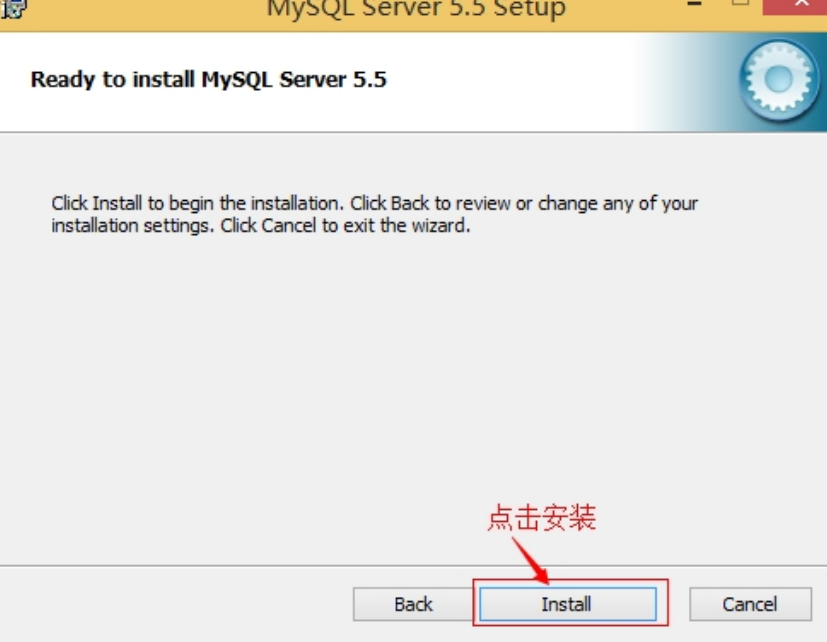 MySQL Server 5.5 Setup
Ready to install MySQL Server 5.5
Click Install to begin the installation. Click Back to review or change any of your
installation settings. Click Cancel to exit the wizard.
点击安装
Back
Install
Cancel